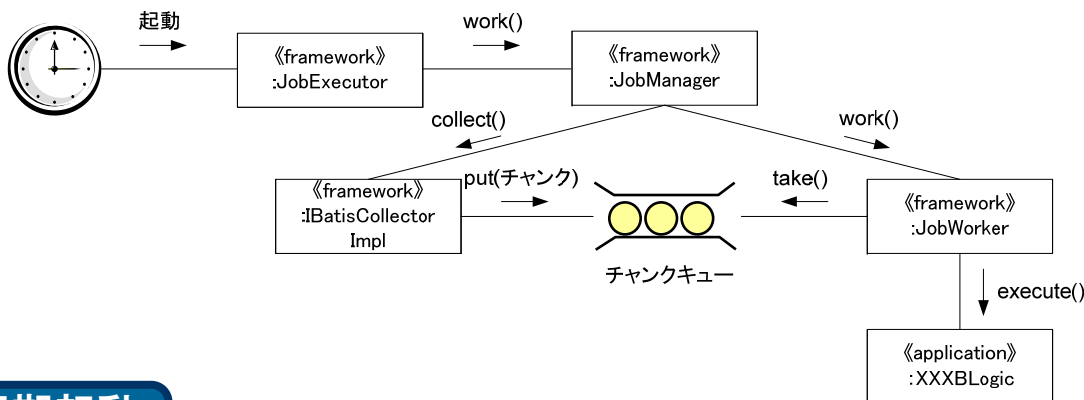 起動
work()
《framework》
:JobExecutor
《framework》
:JobManager
collect()
work()
《framework》
:IBatisCollector
Impl
put(チャンク)
take()
《framework》
:JobWorker
チャンクキュー
execute()
《application》
:XXXBLogic